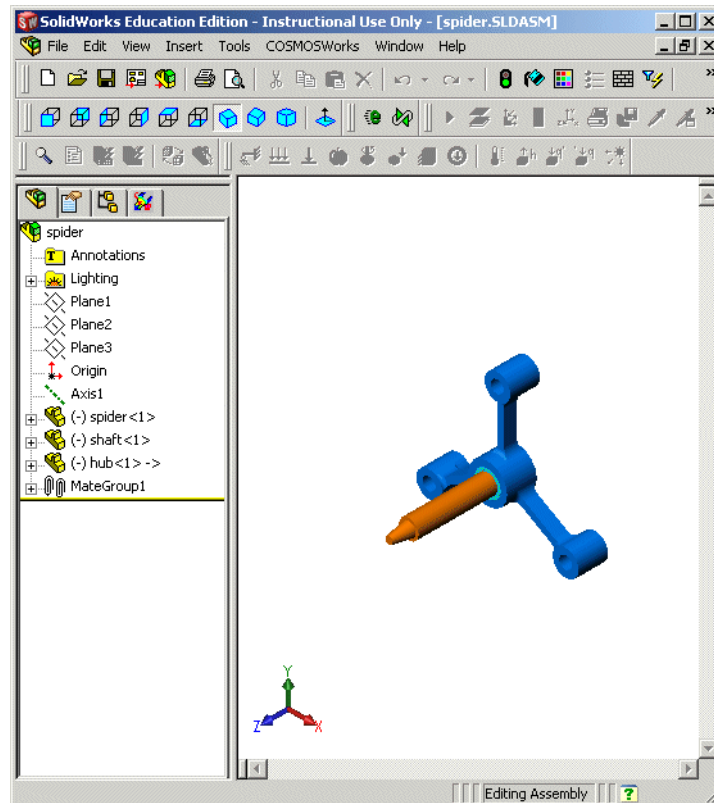 SolidWorks Education Edition - Instructional Use Only - [spider.SLDASM]
File Edit View Insert Tools COSMOSWorks Window Help
spider
Annotations
Lighting
Plane1
Plane2
Plane3
Origin
Axis1
(-) spider<1>
(-) shaft<1>
(-) hub<1> ->
MateGroup1
Y
Z
X
Editing Assembly